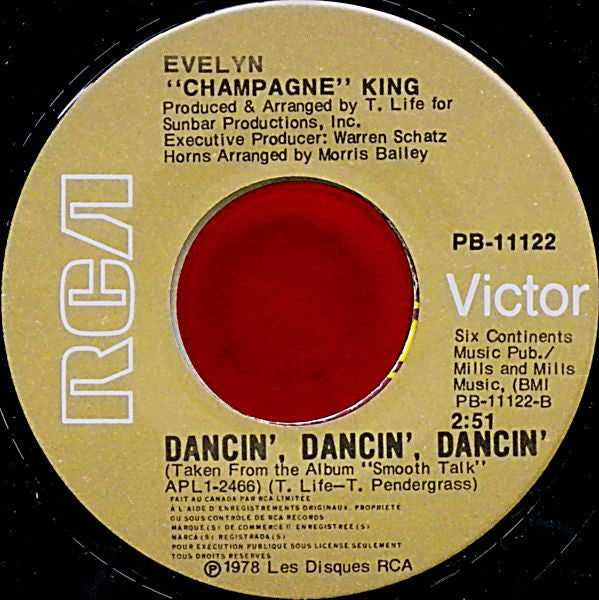 EVELYN
"CHAMPAGNE" KING
Produced & Arranged by T. Life for
Sunbar Productions, Inc.
Executive Producer: Warren Schatz
Horns Arranged by Morris Bailey
RCA
PB-11122
Victor
Six Continents
Music Pub./
Mills and Mills
Music, (BMI
PB-11122-B
2:51
DANCIN', DANCIN', DANCIN'
(Taken From the Album "Smooth Talk"
APL1-2466) (T. Life-T. Pendergrass)
FAIT AU CANADA PAR RCA LIMITEE
A L'AIDE D'ENREGISTREMENTS ORIGINAUX, PROPRIETE
OU SOUS CONTROLE DE RCA RECORDS
MARQUE(S) DE COMMERCE ENREGISTREE(S)
MARCA(S) REGISTRADA(S)
POUR EXECUTION PUBLIQUE SOUS LICENSE SEULEMENT
TOUS DROITS RESERVES
Ⓟ1978 Les Disques RCA